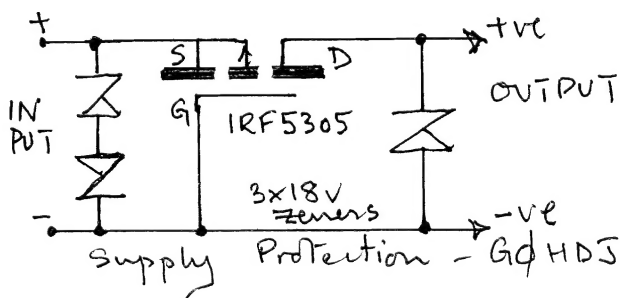 +
+ve
S
D
IN
PUT
G
IRF5305
OUTPUT
3x18v
zeners
-
-ve
Supply Protection - GØHDJ